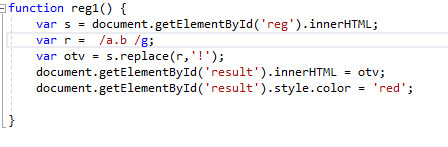 function reg1() {
var s = document.getElementById('reg').innerHTML;
var r =  /a.b /g;
var otv = s.replace(r,'!');
document.getElementById('result').innerHTML = otv;
document.getElementById('result').style.color = 'red';
}